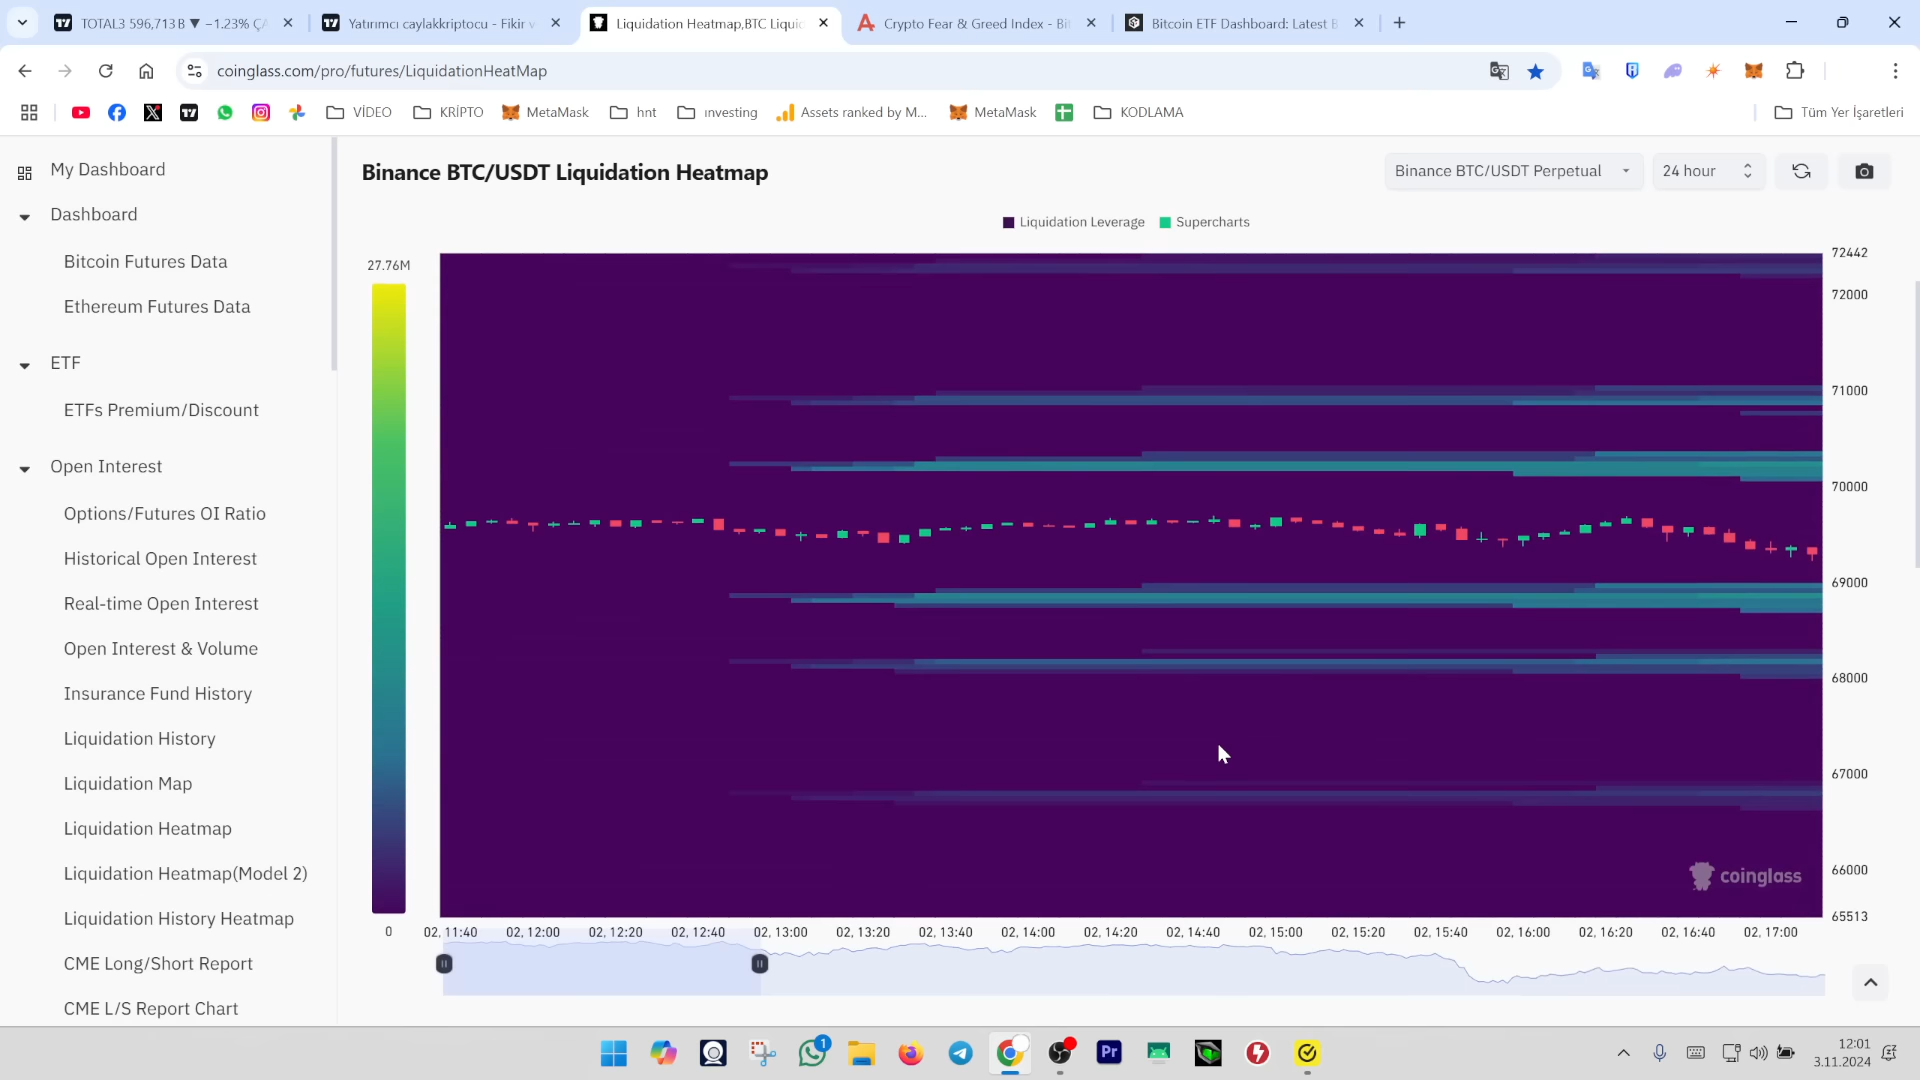 TOTAL3 596,713 B ▼ −1.23% ÇA
Yatırımcı caylakkriptocu - Fikir v
Liquidation Heatmap,BTC Liquid
Crypto Fear & Greed Index - Bit
Bitcoin ETF Dashboard: Latest B
coinglass.com/pro/futures/LiquidationHeatMap
VİDEO
KRİPTO
MetaMask
hnt
ınvesting
Assets ranked by M...
MetaMask
KODLAMA
Tüm Yer İşaretleri
My Dashboard
Dashboard
Bitcoin Futures Data
Ethereum Futures Data
ETF
ETFs Premium/Discount
Open Interest
Options/Futures OI Ratio
Historical Open Interest
Real-time Open Interest
Open Interest & Volume
Insurance Fund History
Liquidation History
Liquidation Map
Liquidation Heatmap
Liquidation Heatmap(Model 2)
Liquidation History Heatmap
CME Long/Short Report
CME L/S Report Chart
Binance BTC/USDT Liquidation Heatmap
Binance BTC/USDT Perpetual
24 hour
Liquidation Leverage
Supercharts
27.76M
0
72442
72000
71000
70000
69000
68000
67000
66000
65513
coinglass
02, 11:40 02, 12:00 02, 12:20 02, 12:40 02, 13:00 02, 13:20 02, 13:40 02, 14:00 02, 14:20 02, 14:40 02, 15:00 02, 15:20 02, 15:40 02, 16:00 02, 16:20 02, 16:40 02, 17:00
1
Pr
12:01
3.11.2024